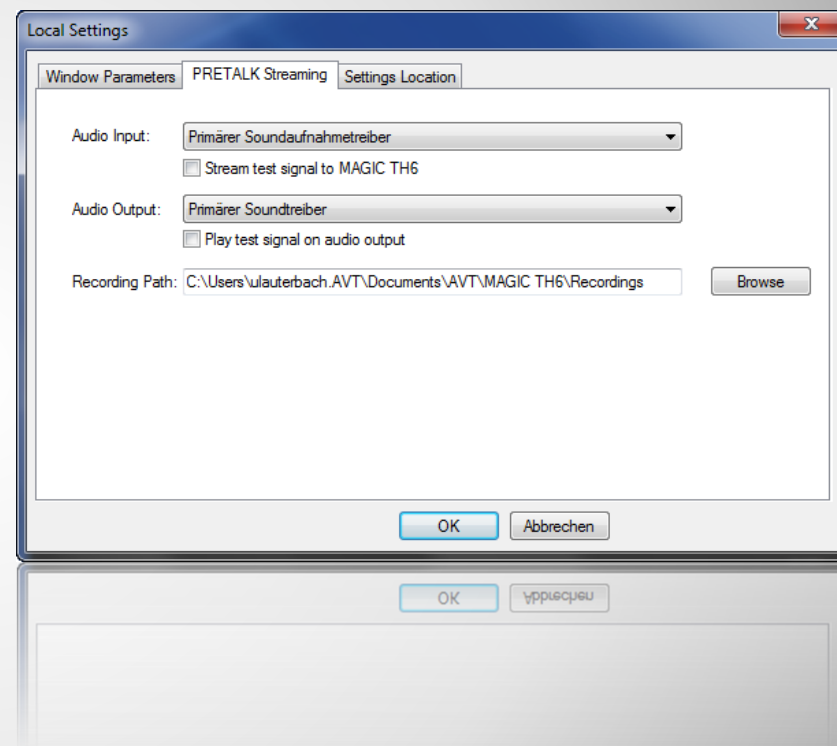 Local Settings
Window Parameters PRETALK Streaming Settings Location
Audio Input: Primärer Soundaufnahmetreiber
Stream test signal to MAGIC TH6
Audio Output: Primärer Soundtreiber
Play test signal on audio output
Recording Path: C:\Users\ulauterbach.AVT\Documents\AVT\MAGIC TH6\Recordings Browse
OK Abbrechen
OK Abbrechen